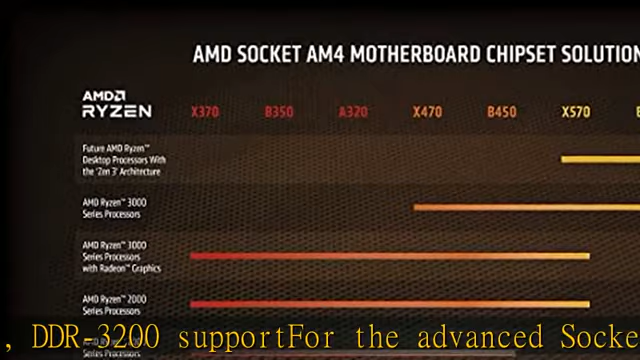 AMD SOCKET AM4 MOTHERBOARD CHIPSET SOLUTION
AMD
RYZEN
X370 B350 A320 X470 B450 X570
Future AMD Ryzen™
Desktop Processors With
the 'Zen 3' Architecture
AMD Ryzen™ 3000
Series Processors
AMD Ryzen™ 3000
Series Processors
with Radeon™ Graphics
AMD Ryzen™ 2000
Series Processors
, DDR-3200 supportFor the advanced Socke
Series Processors